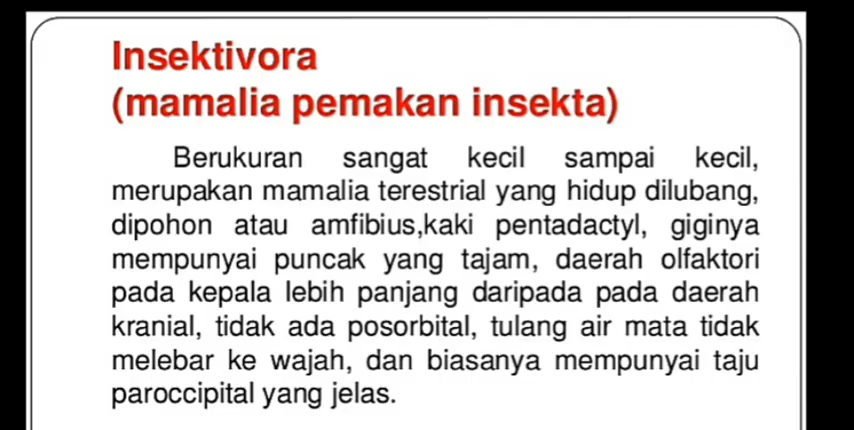 Insektivora
(mamalia pemakan insekta)
Berukuran sangat kecil sampai kecil,
merupakan mamalia terestrial yang hidup dilubang,
dipohon atau amfibius,kaki pentadactyl, giginya
mempunyai puncak yang tajam, daerah olfaktori
pada kepala lebih panjang daripada pada daerah
kranial, tidak ada posorbital, tulang air mata tidak
melebar ke wajah, dan biasanya mempunyai taju
paroccipital yang jelas.